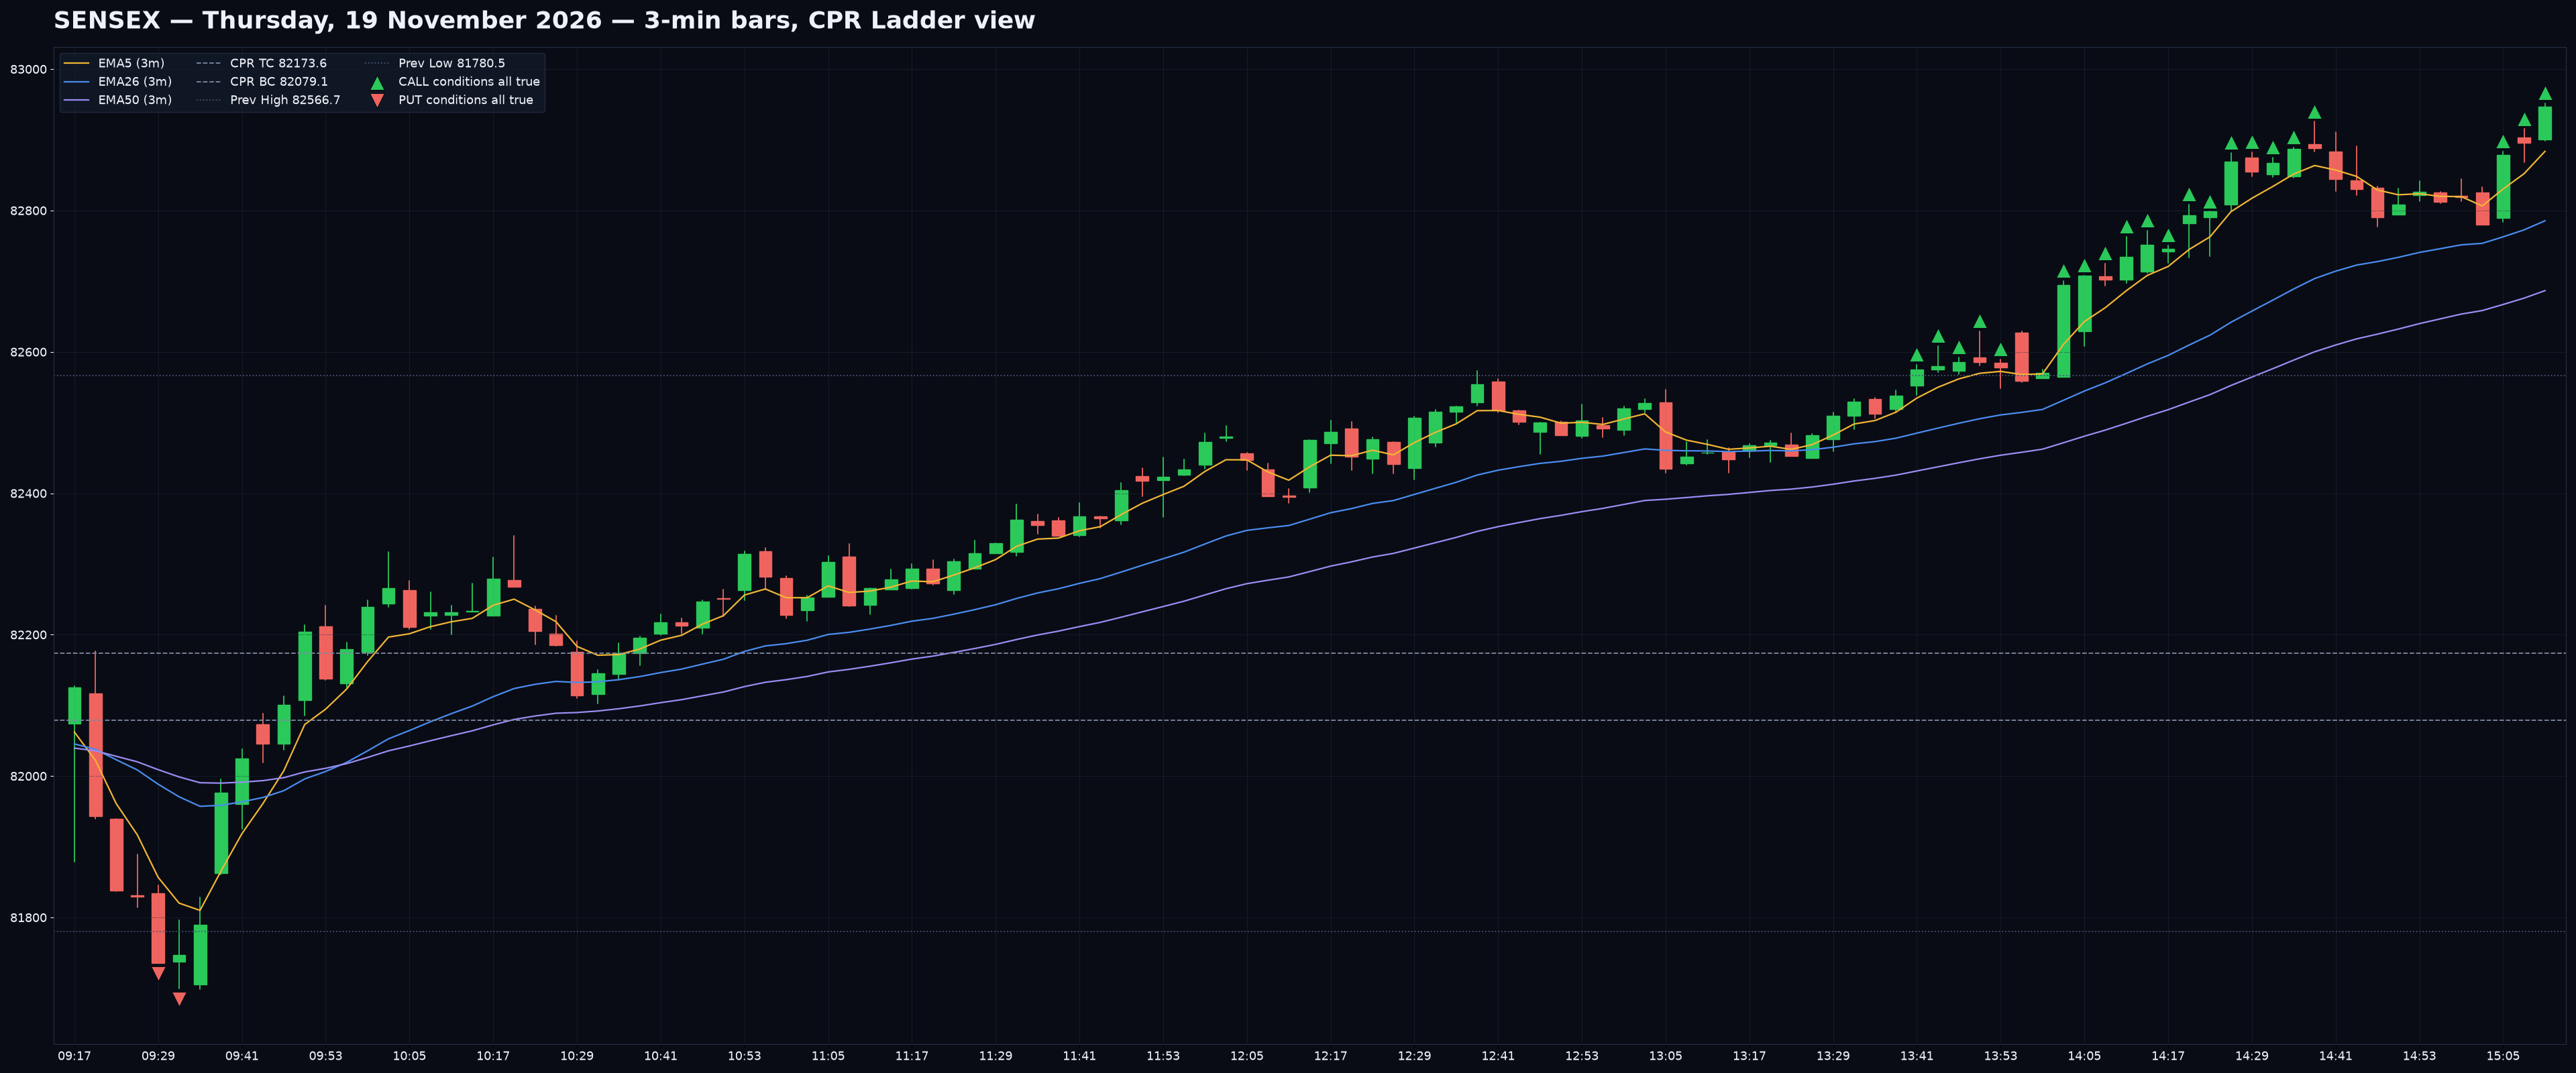 SENSEX — Thursday, 19 November 2026 — 3-min bars, CPR Ladder view
EMA5 (3m)
EMA26 (3m)
EMA50 (3m)
CPR TC 82173.6
CPR BC 82079.1
Prev High 82566.7
Prev Low 81780.5
CALL conditions all true
PUT conditions all true
83000
82800
82600
82400
82200
82000
81800
09:17 09:29 09:41 09:53 10:05 10:17 10:29 10:41 10:53 11:05 11:17 11:29 11:41 11:53 12:05 12:17 12:29 12:41 12:53 13:05 13:17 13:29 13:41 13:53 14:05 14:17 14:29 14:41 14:53 15:05